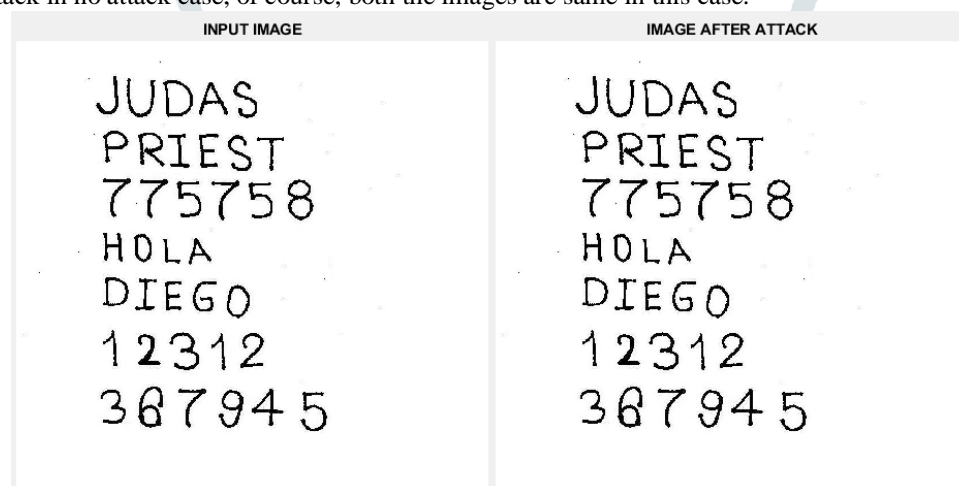 ack in no attack case, of course, both the images are same in this case.
INPUT IMAGE
JUDAS
PRIEST
775758
HOLA
DIEGO
12312
367945
IMAGE AFTER ATTACK
JUDAS
PRIEST
775758
HOLA
DIEGO
12312
367945